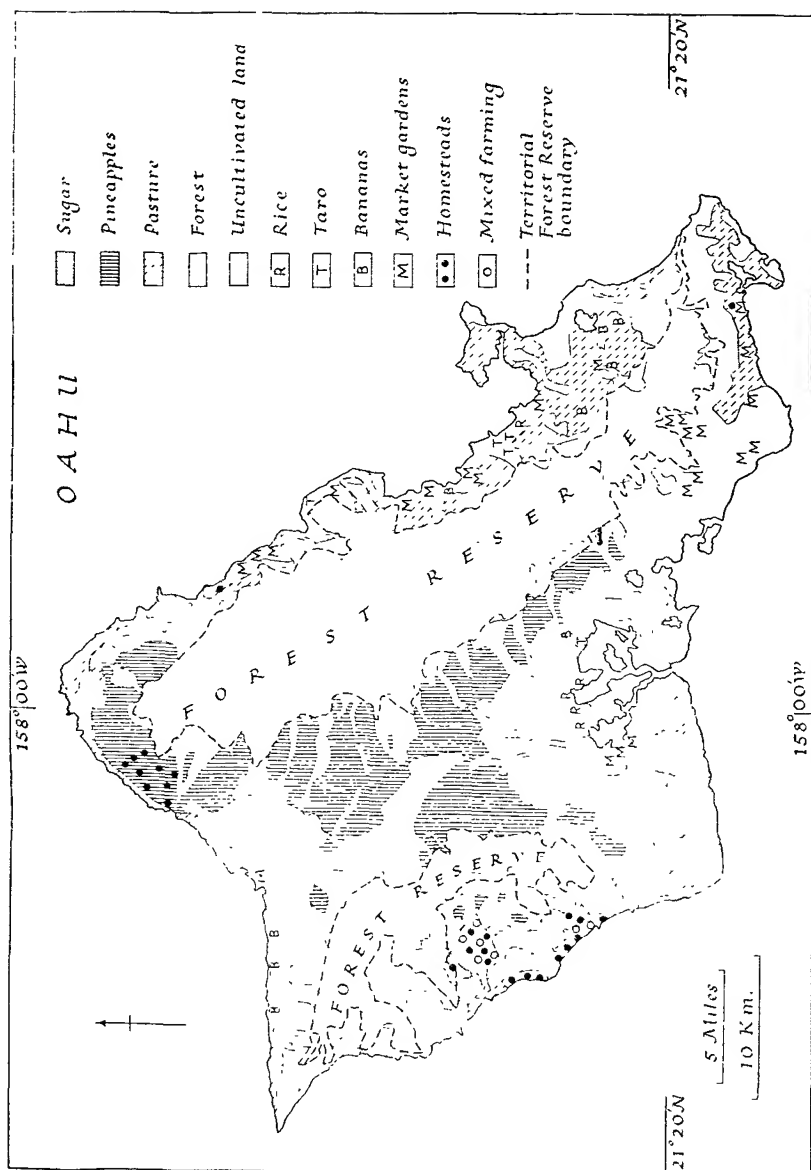 OAHU
158°00'W
Sugar
Pineapples
Pasture
Forest
Uncultivated land
R Rice
T Taro
B Bananas
M Market gardens
Homesteads
Mixed farming
Territorial
Forest Reserve
boundary
FOREST RESERVE
FOREST RESERVE
B B B
T
M
M
M
M
M
M
M
B
M
T
T T
R
M
B
M
B
B
B
B
R R R
B
T
M
M
M
M
M
M
M
M
M
M
M
M
M
M
5 Miles
10 Km.
21°20'N
21°20'N
158°00'W